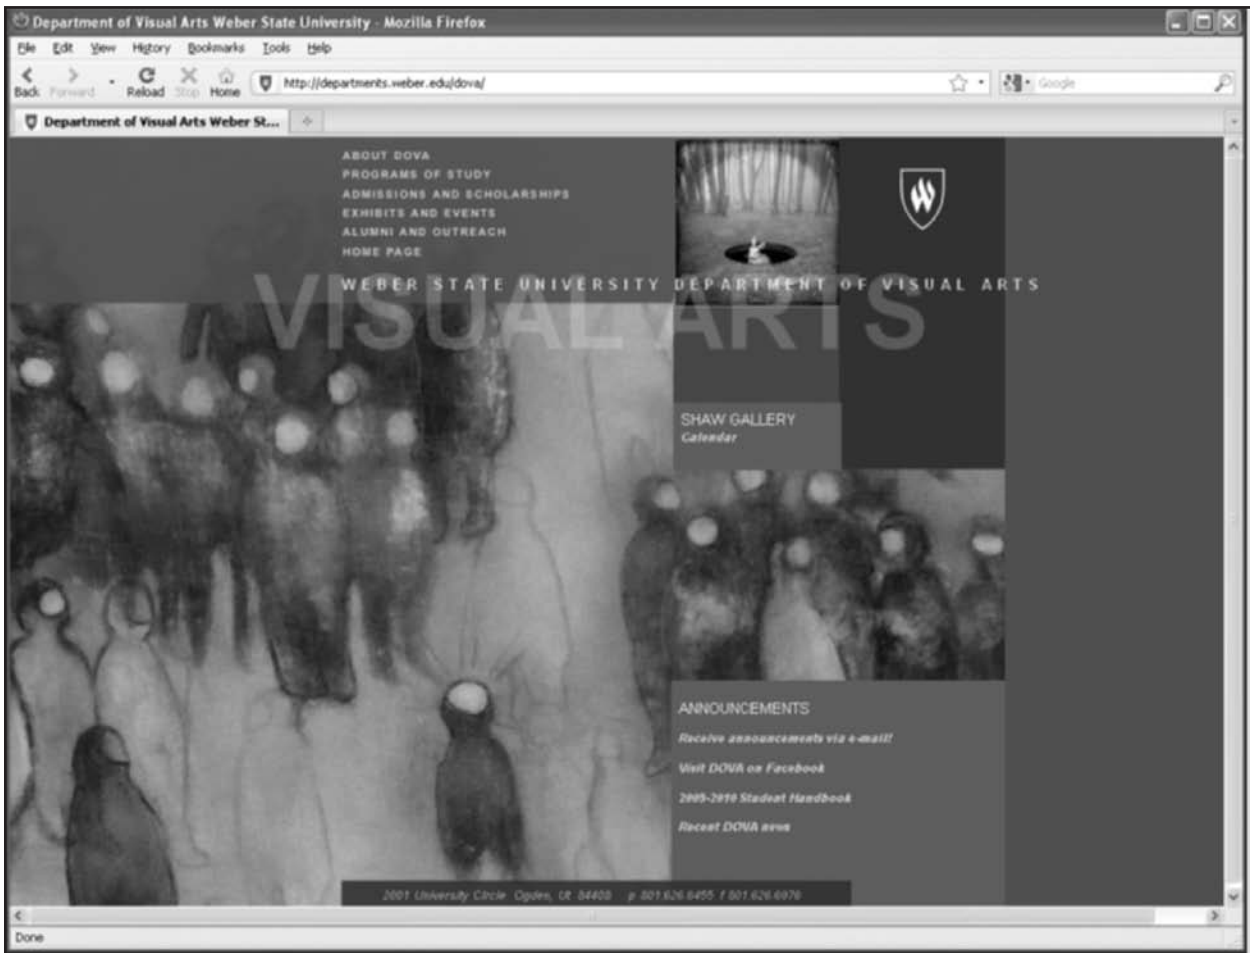 Department of Visual Arts Weber State University - Mozilla Firefox
File Edit View History Bookmarks Tools Help
Back Forward Reload Stop Home http://departments.weber.edu/dova/ Google
Department of Visual Arts Weber St...
ABOUT DOVA
PROGRAMS OF STUDY
ADMISSIONS AND SCHOLARSHIPS
EXHIBITS AND EVENTS
ALUMNI AND OUTREACH
HOME PAGE
WEBER STATE UNIVERSITY DEPARTMENT OF VISUAL ARTS
VISUAL ARTS
SHAW GALLERY
Calendar
ANNOUNCEMENTS
Receive announcements via e-mail!
Visit DOVA on Facebook
2009-2010 Student Handbook
Recent DOVA news
2001 University Circle Ogden, Ut 84408 p 801.626.6455 f 801.626.6976
Done